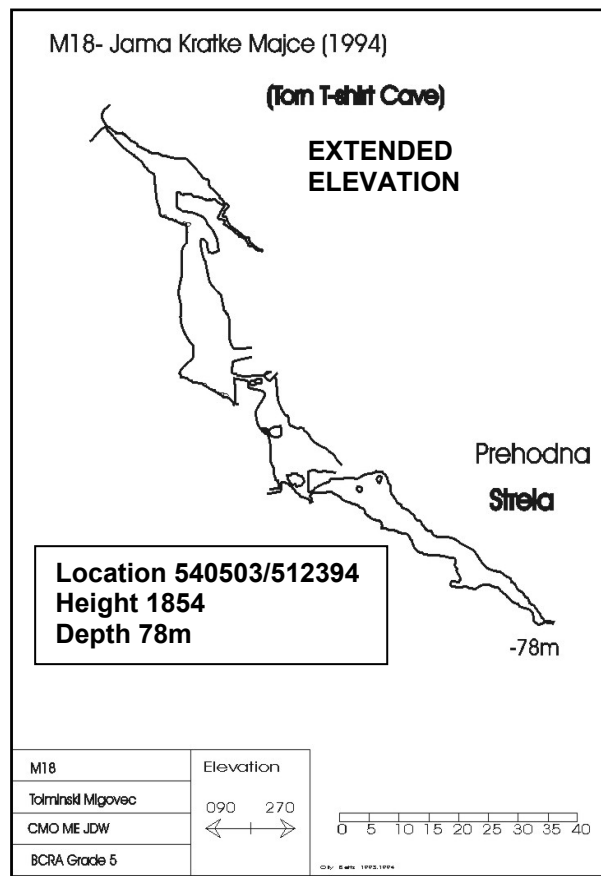 M18- Jama Kratke Majce (1994)
(Torn T-shirt Cave)
EXTENDED
ELEVATION
Prehodna
Strela
Location 540503/512394
Height 1854
Depth 78m
-78m
M18
Tolminski Migovec
CMO ME JDW
BCRA Grade 5
Elevation
090 270
0 5 10 15 20 25 30 35 40
1993,1994